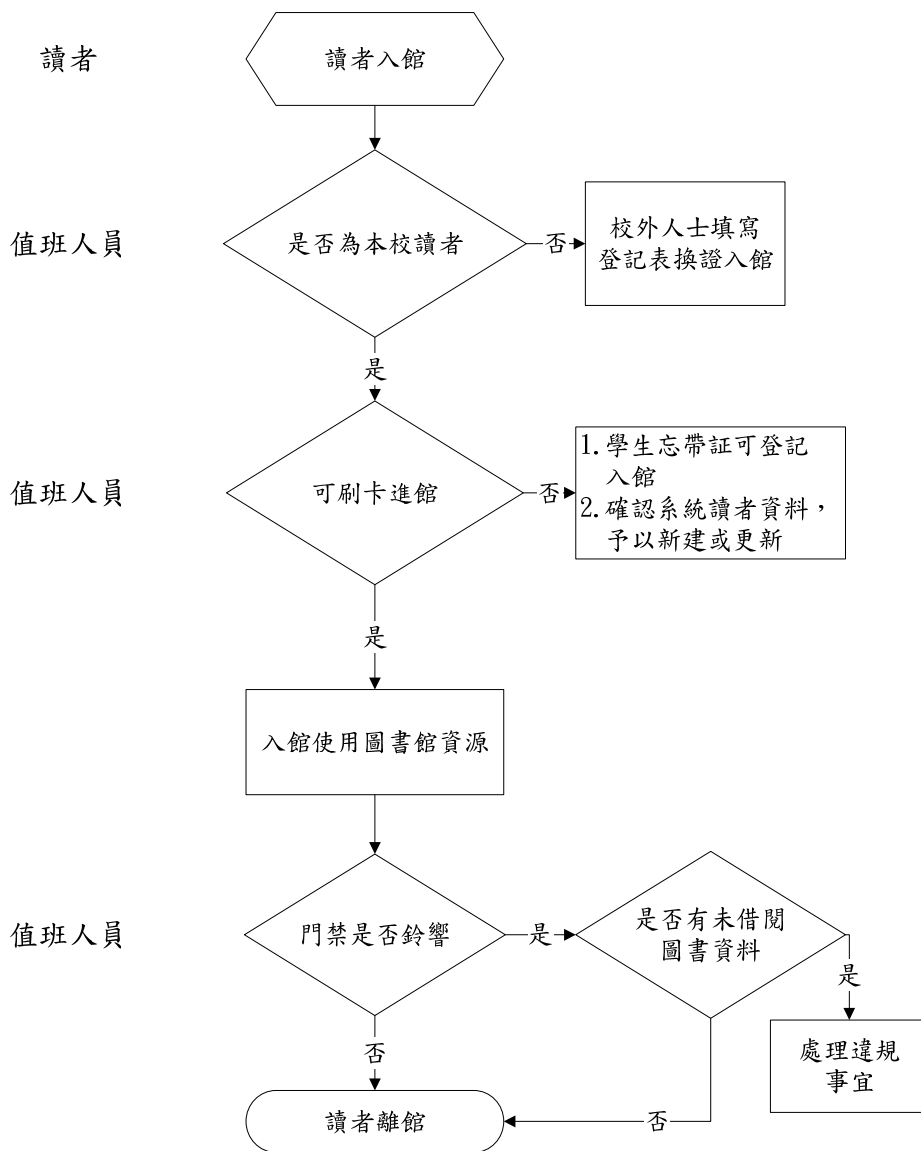 讀者
讀者入館
值班人員
是否為本校讀者
否
校外人士填寫
登記表換證入館
是
值班人員
可刷卡進館
否
1.學生忘帶証可登記
入館
2.確認系統讀者資料，
予以新建或更新
是
入館使用圖書館資源
值班人員
門禁是否鈴響
是
是否有未借閱
圖書資料
是
處理違規
事宜
否
讀者離館
否